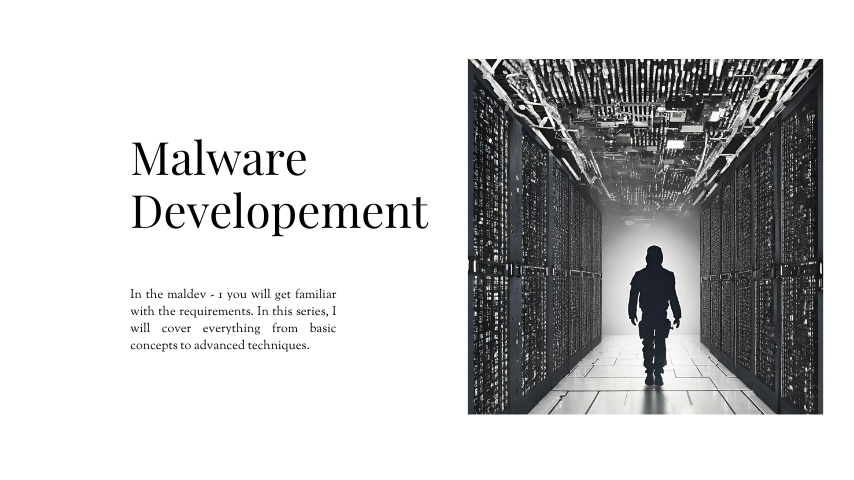 Malware
Developement
In the maldev - 1 you will get familiar
with the requirements. In this series, I
will cover everything from basic
concepts to advanced techniques.